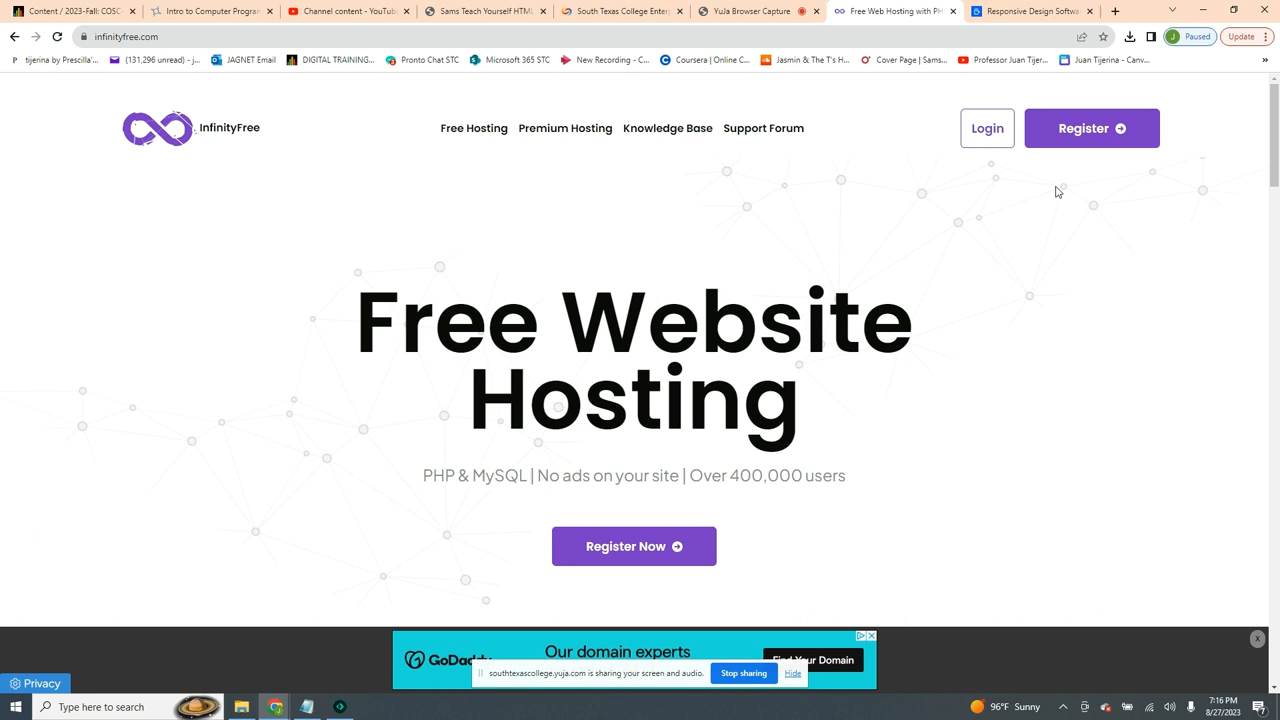 Content / 2023-Fall: COSC-
Intro to Computer Program
Channel content - YouTube
Sams Teach Yourself HTML
South Texas College Enterp
YuJa Browser Capture
Free Web Hosting with PH
Responsive Design Softwa
infinityfree.com
J
Paused
Update
tijerina by Prescilla'...
(131,296 unread) - j...
JAGNET Email
DIGITAL TRAINING...
Pronto Chat STC
Microsoft 365 STC
New Recording - C...
Coursera | Online C...
Jasmin & The T's H...
Cover Page | Sams...
Professor Juan Tijer...
Juan Tijerina - Canv...
InfinityFree
Free Hosting
Premium Hosting
Knowledge Base
Support Forum
Login
Register
Free Website
Hosting
PHP & MySQL | No ads on your site | Over 400,000 users
Register Now
GoDaddy
Our domain experts
Find Your Domain
southtexascollege.yuja.com is sharing your screen and audio.
Stop sharing
Hide
Privacy
Type here to search
96°F Sunny
7:16 PM
8/27/2023